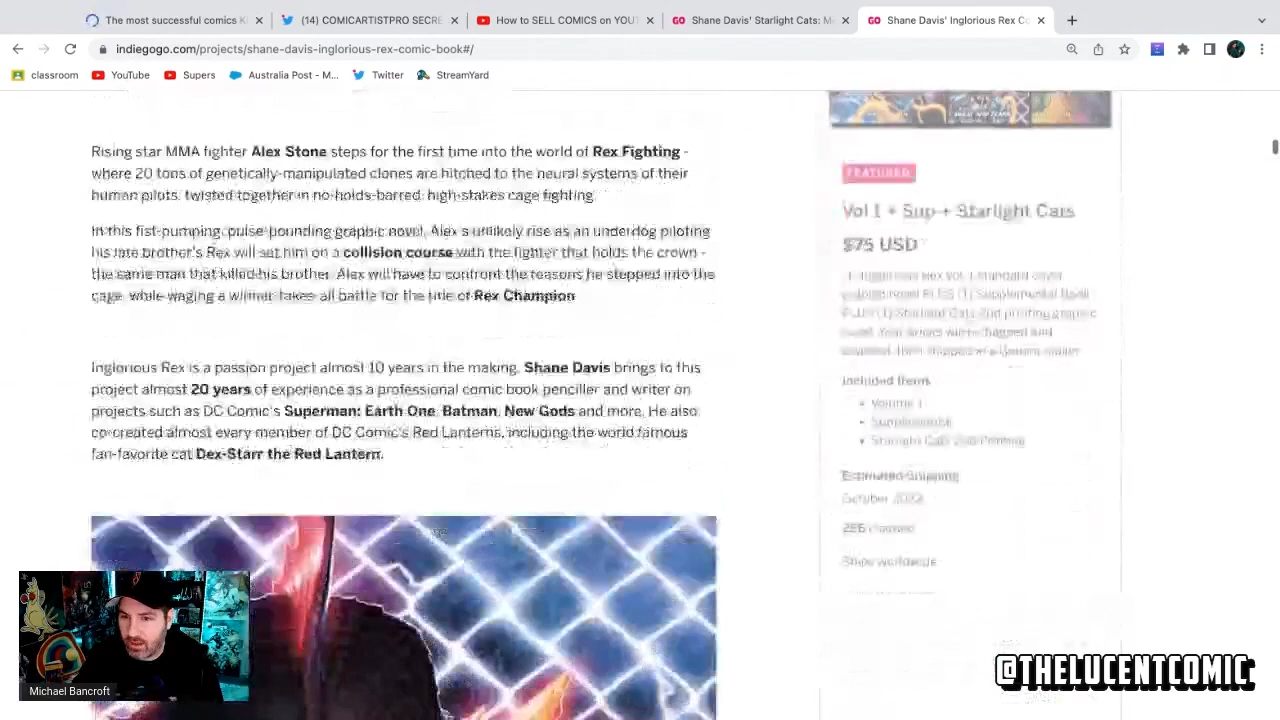 The most successful comics K
(14) COMICARTISTPRO SECRE
How to SELL COMICS on YOUT
Shane Davis' Starlight Cats: M
Shane Davis' Inglorious Rex Co
indiegogo.com/projects/shane-davis-inglorious-rex-comic-book#/
classroom
YouTube
Supers
Australia Post - M...
Twitter
StreamYard
Rising star MMA fighter Alex Stone steps for the first time into the world of Rex Fighting -
where 20 tons of genetically-manipulated clones are hitched to the neural systems of their
human pilots, twisted together in no-holds-barred, high-stakes cage fighting.
In this fist-pumping, pulse pounding graphic novel, Alex's unlikely rise as an underdog piloting
his late brother's Rex will set him on a collision course with the fighter that holds the crown -
the same man that killed his brother. Alex will have to confront the reasons he stepped into the
cage, while waging a winner takes all battle for the title of Rex Champion
Inglorious Rex is a passion project almost 10 years in the making. Shane Davis brings to this
project almost 20 years of experience as a professional comic book penciller and writer on
projects such as DC Comic's Superman: Earth One, Batman, New Gods and more. He also
co-created almost every member of DC Comic's Red Lanterns, including the world famous
fan-favorite cat Dex-Starr the Red Lantern.
FEATURED
Vol 1 + Sup + Starlight Cats
$75 USD
Included Items
Volume 1
Supplemental
Starlight Cats 2nd Printing
Estimated Shipping
October 2022
claimed
Ships worldwide
Michael Bancroft
@THELUCENTCOMIC